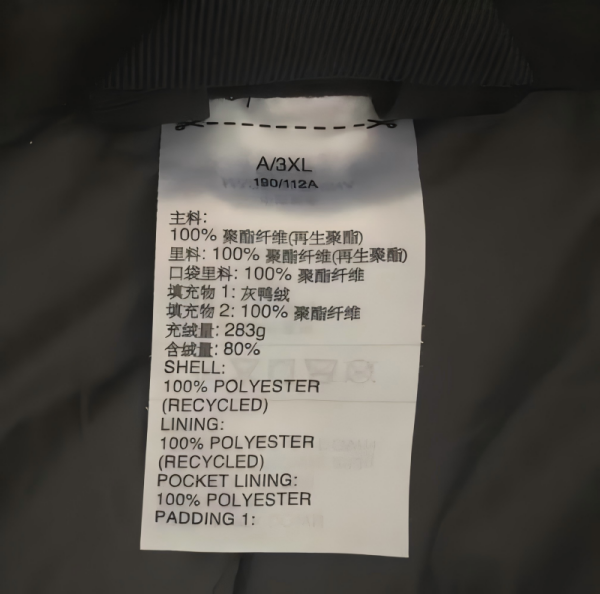 A/3XL
190/112A
主料:
100% 聚酯纤维(再生聚酯)
里料: 100% 聚酯纤维(再生聚酯)
口袋里料: 100% 聚酯纤维
填充物 1: 灰鸭绒
填充物 2: 100% 聚酯纤维
充绒量: 283g
含绒量: 80%
SHELL:
100% POLYESTER
(RECYCLED)
LINING:
100% POLYESTER
(RECYCLED)
POCKET LINING:
100% POLYESTER
PADDING 1: